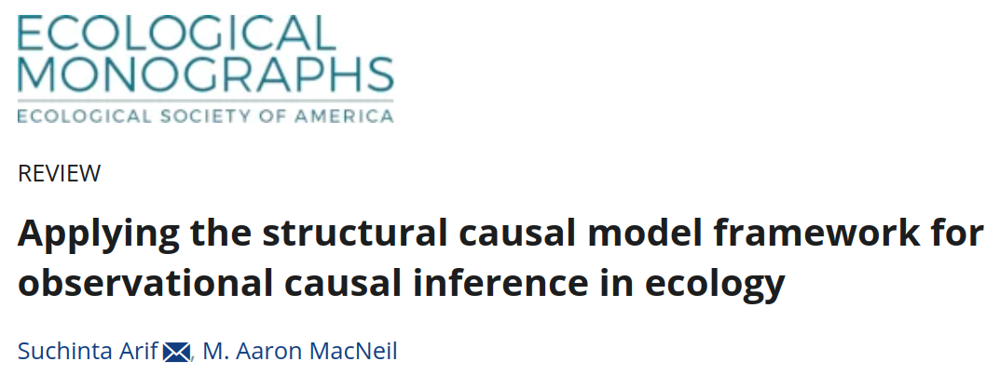 ECOLOGICAL
MONOGRAPHS
ECOLOGICAL SOCIETY OF AMERICA
REVIEW
Applying the structural causal model framework for
observational causal inference in ecology
Suchinta Arif, M. Aaron MacNeil